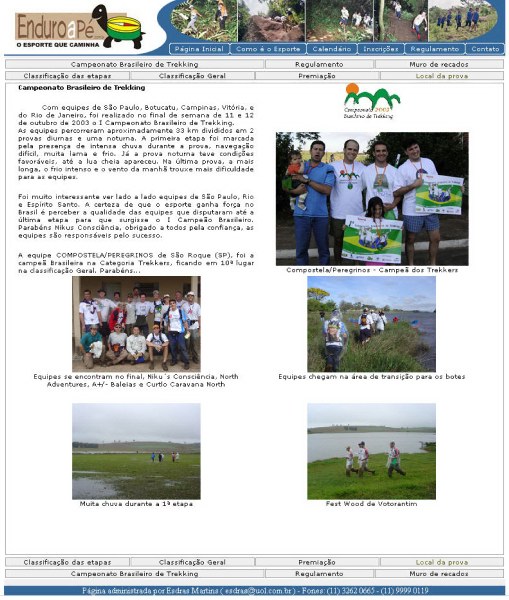 Enduro a Pé
O ESPORTE QUE CAMINHA
Página Inicial Como é o Esporte Calendário Inscrições Regulamento Contato
Campeonato Brasileiro de Trekking Regulamento Muro de recados
Classificação das etapas Classificação Geral Premiação Local da prova
Campeonato Brasileiro de Trekking
Com equipes de São Paulo, Botucatu, Campinas, Vitória, e
do Rio de Janeiro, foi realizado no final de semana de 11 e 12
de outubro de 2003 o I Campeonato Brasileiro de Trekking.
As equipes percorreram aproximadamente 33 km divididos em 2
provas diurnas e uma noturna. A primeira etapa foi marcada
pela presença de intensa chuva durante a prova, navegação
difícil, muita lama e frio. Já a prova noturna teve condições
favoráveis, até a lua cheia apareceu. Na última prova, a mais
longa, o frio intenso e o vento da manhã trouxe mais dificuldade
para as equipes.
Foi muito interessante ver lado a lado equipes de São Paulo, Rio
e Espírito Santo. A certeza de que o esporte ganha força no
Brasil é perceber a qualidade das equipes que disputaram até a
última etapa para que surgisse o I Campeão Brasileiro.
Parabéns Nikus Consciência, obrigado a todos pela confiança, as
equipes são responsáveis pelo sucesso.
A equipe COMPOSTELA/PEREGRINOS de São Roque (SP), foi a
campeã Brasileira na Categoria Trekkers, ficando em 10º lugar
na classificação Geral. Parabéns...
Campeonato 2003
Brasileiro de Trekking
Compostela/Peregrinos - Campeã dos Trekkers
Equipes se encontram no final, Niku´s Consciência, North
Adventures, A+/- Baleias e Curtlo Caravana North
Equipes chegam na área de transição para os botes
Muita chuva durante a 1ª etapa
Fest Wood de Votorantim
Classificação das etapas Classificação Geral Premiação Local da prova
Campeonato Brasileiro de Trekking Regulamento Muro de recados
Página administrada por Esdras Martins ( esdras@uol.com.br ) - Fones: (11) 3262 0665 - (11) 9999 0119